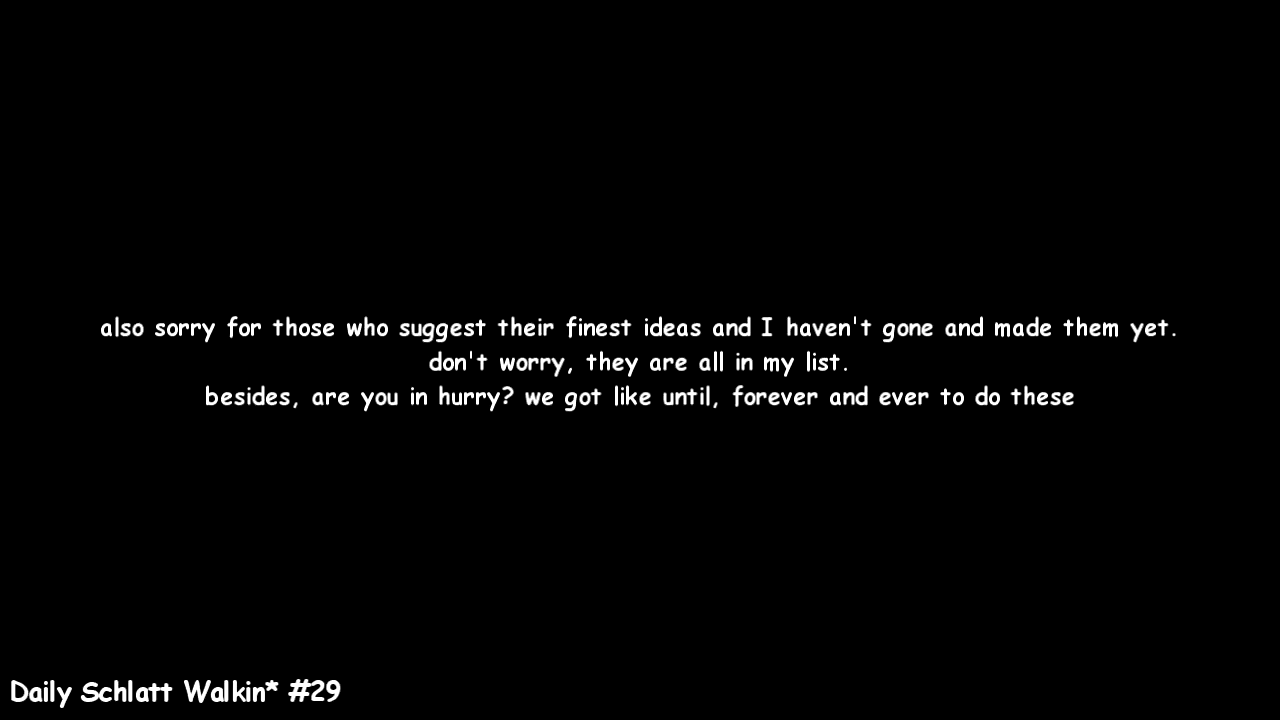 also sorry for those who suggest their finest ideas and I haven't gone and made them yet.
don't worry, they are all in my list.
besides, are you in hurry? we got like until, forever and ever to do these
Daily Schlatt Walkin* #29